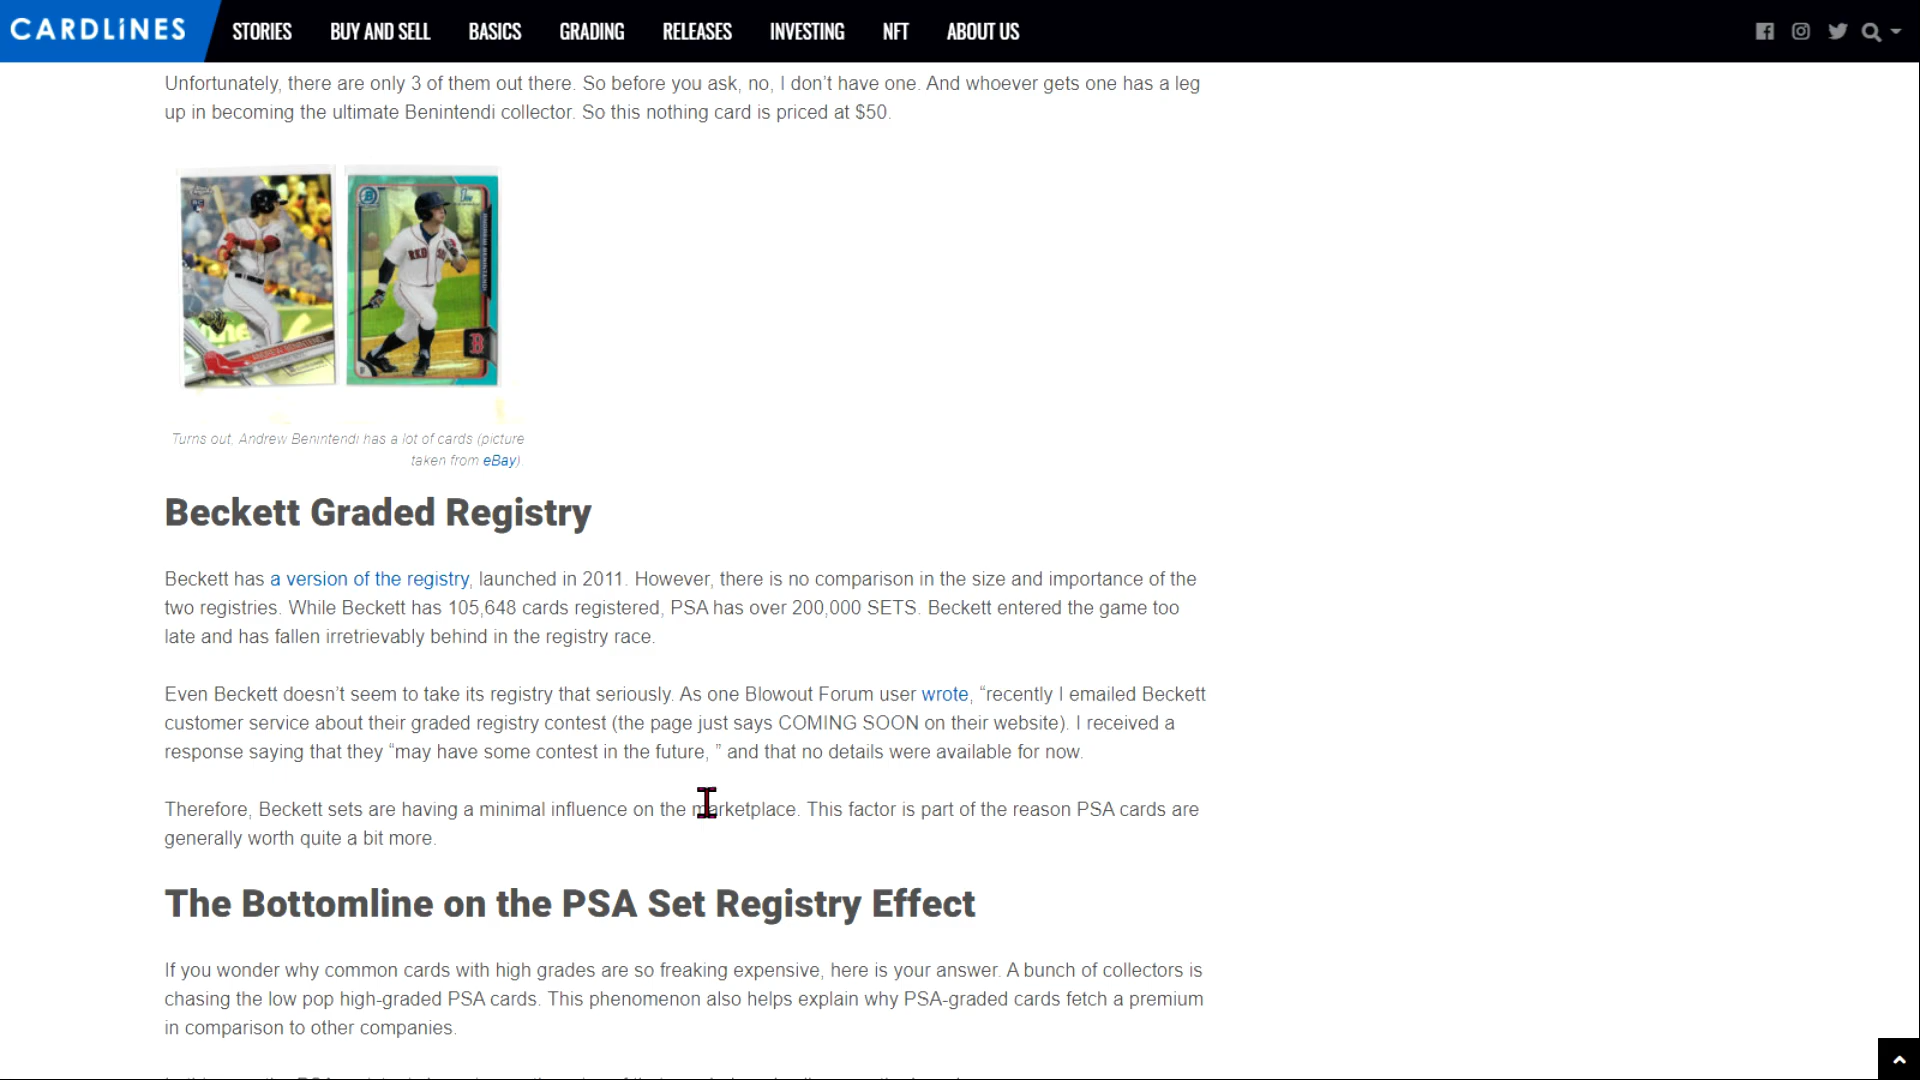 CARDLINES STORIES BUY AND SELL BASICS GRADING RELEASES INVESTING NFT ABOUT US
Unfortunately, there are only 3 of them out there. So before you ask, no, I don’t have one. And whoever gets one has a leg
up in becoming the ultimate Benintendi collector. So this nothing card is priced at $50.
ANDREW BENINTENDI
RED
ANDREW BENINTENDI
B
Turns out, Andrew Benintendi has a lot of cards (picture
taken from eBay).
Beckett Graded Registry
Beckett has a version of the registry, launched in 2011. However, there is no comparison in the size and importance of the
two registries. While Beckett has 105,648 cards registered, PSA has over 200,000 SETS. Beckett entered the game too
late and has fallen irretrievably behind in the registry race.
Even Beckett doesn’t seem to take its registry that seriously. As one Blowout Forum user wrote, “recently I emailed Beckett
customer service about their graded registry contest (the page just says COMING SOON on their website). I received a
response saying that they “may have some contest in the future, ” and that no details were available for now.
Therefore, Beckett sets are having a minimal influence on the marketplace. This factor is part of the reason PSA cards are
generally worth quite a bit more.
The Bottomline on the PSA Set Registry Effect
If you wonder why common cards with high grades are so freaking expensive, here is your answer. A bunch of collectors is
chasing the low pop high-graded PSA cards. This phenomenon also helps explain why PSA-graded cards fetch a premium
in comparison to other companies.